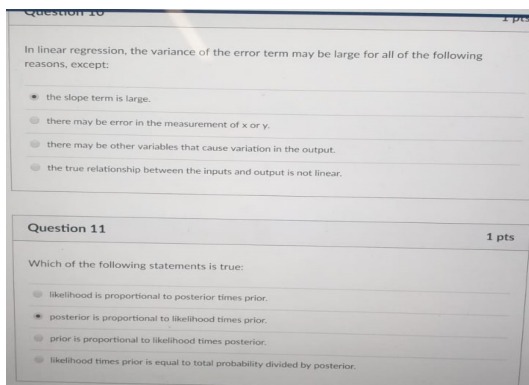 Question 10
1 pts
In linear regression, the variance of the error term may be large for all of the following
reasons, except:
the slope term is large.
there may be error in the measurement of x or y.
there may be other variables that cause variation in the output.
the true relationship between the inputs and output is not linear.
Question 11
1 pts
Which of the following statements is true:
likelihood is proportional to posterior times prior.
posterior is proportional to likelihood times prior.
prior is proportional to likelihood times posterior.
likelihood times prior is equal to total probability divided by posterior.